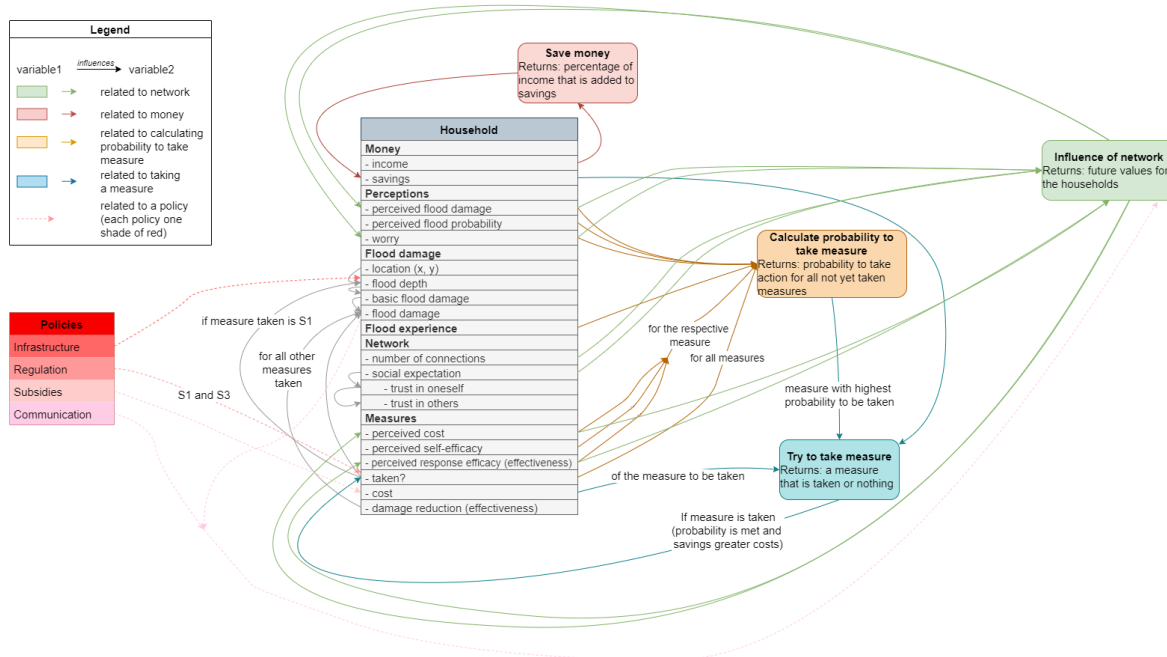 Legend
variable1
influences
variable2
related to network
related to money
related to calculating
probability to take
measure
related to taking
a measure
related to a policy
(each policy one
shade of red)
Save money
Returns: percentage of
income that is added to
savings
Household
Money
- income
- savings
Perceptions
- perceived flood damage
- perceived flood probability
- worry
Flood damage
- location (x, y)
- flood depth
- basic flood damage
- flood damage
Flood experience
Network
- number of connections
- social expectation
- trust in oneself
- trust in others
Measures
- perceived cost
- perceived self-efficacy
- perceived response efficacy (effectiveness)
- taken?
- cost
- damage reduction (effectiveness)
Influence of network
Returns: future values for
the households
Calculate probability to
take measure
Returns: probability to take
action for all not yet taken
measures
Policies
Infrastructure
Regulation
Subsidies
Communication
if measure taken is S1
for all other
measures
taken
S1 and S3
for the respective
measure
for all measures
measure with highest
probability to be taken
Try to take measure
Returns: a measure
that is taken or nothing
of the measure to be taken
If measure is taken
(probability is met and
savings greater costs)